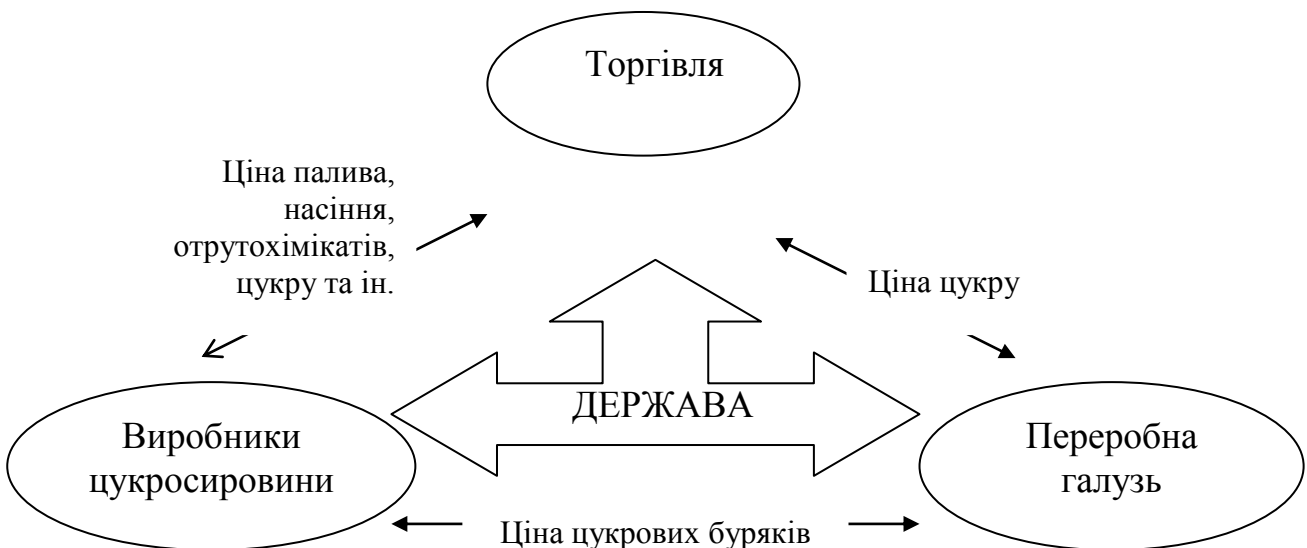 Торгівля
Ціна палива,
насіння,
отрутохімікатів,
цукру та ін.
Ціна цукру
ДЕРЖАВА
Виробники
цукросировини
Переробна
галузь
Ціна цукрових буряків